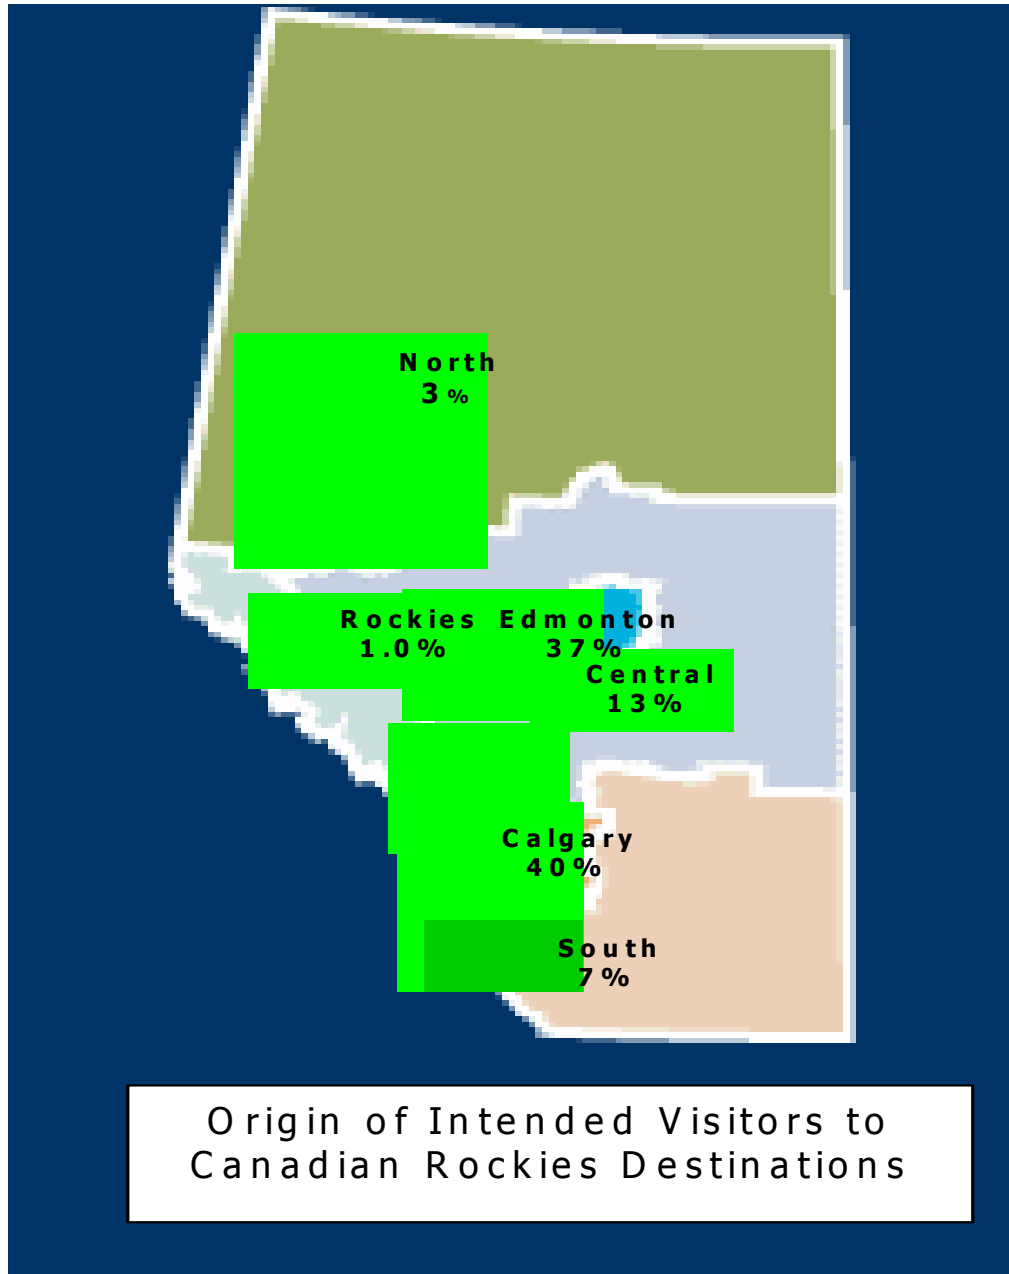 North
3 %
Rockies
1.0%
Edmonton
37%
Central
13%
Calgary
40%
South
7%
Origin of Intended Visitors to
Canadian Rockies Destinations